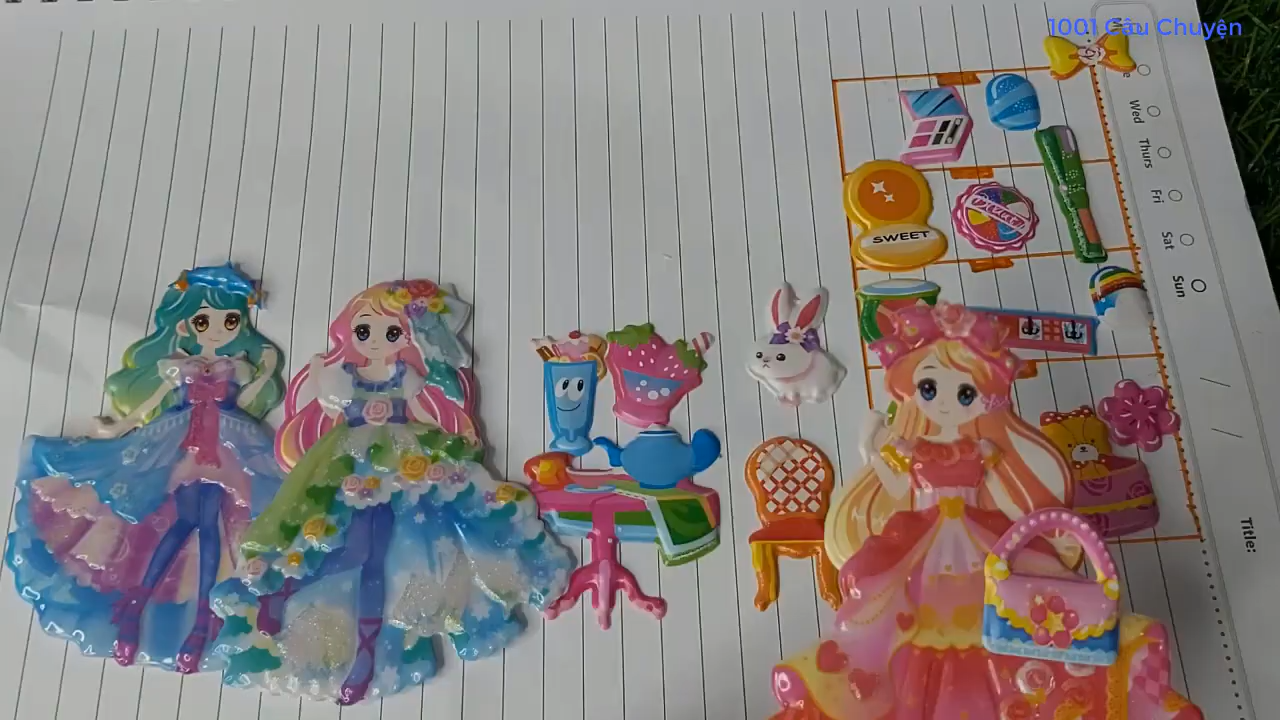 1001 Câu Chuyện
Wed
Thurs
Fri
Sat
Sun
SWEET
Title: